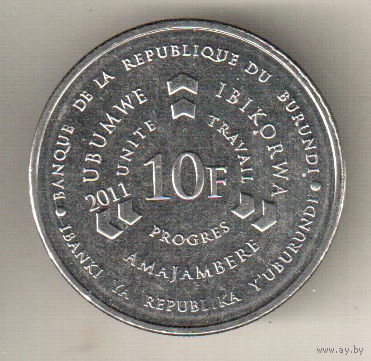 BANQUE DE LA REPUBLIQUE DU BURUNDI
UBUMWE
IBIKORWA
UNITE
TRAVAIL
2011
10F
PROGRES
AMAJAMBERE
IBANKI YA REPUBLIKA Y'UBURUNDI
www.ay.by